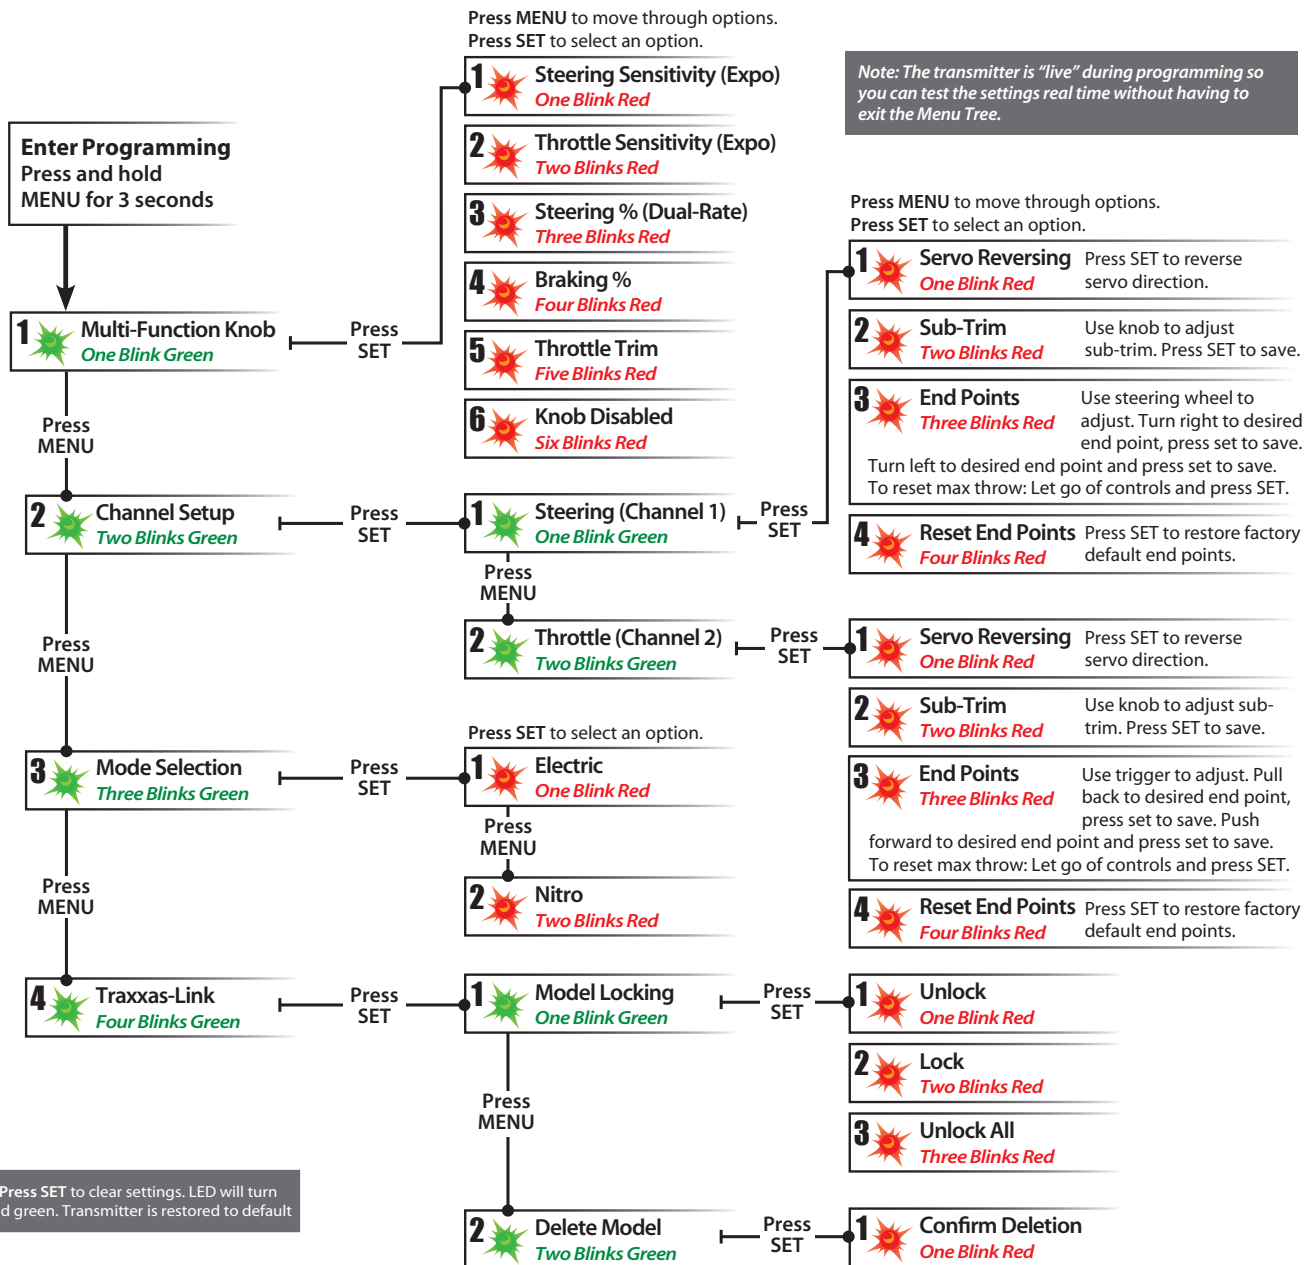 Press MENU to move through options.
Press SET to select an option.
1 Steering Sensitivity (Expo)
One Blink Red
2 Throttle Sensitivity (Expo)
Two Blinks Red
3 Steering % (Dual-Rate)
Three Blinks Red
4 Braking %
Four Blinks Red
5 Throttle Trim
Five Blinks Red
6 Knob Disabled
Six Blinks Red
Note: The transmitter is “live” during programming so
you can test the settings real time without having to
exit the Menu Tree.
Enter Programming
Press and hold
MENU for 3 seconds
1 Multi-Function Knob
One Blink Green
Press
SET
Press
MENU
2 Channel Setup
Two Blinks Green
Press
SET
1 Steering (Channel 1)
One Blink Green
Press
SET
Press MENU to move through options.
Press SET to select an option.
1 Servo Reversing Press SET to reverse
One Blink Red servo direction.
2 Sub-Trim Use knob to adjust
Two Blinks Red sub-trim. Press SET to save.
3 End Points Use steering wheel to
Three Blinks Red adjust. Turn right to desired
end point, press set to save.
Turn left to desired end point and press set to save.
To reset max throw: Let go of controls and press SET.
4 Reset End Points Press SET to restore factory
Four Blinks Red default end points.
Press
MENU
2 Throttle (Channel 2)
Two Blinks Green
Press
SET
1 Servo Reversing Press SET to reverse
One Blink Red servo direction.
2 Sub-Trim Use knob to adjust sub-
Two Blinks Red trim. Press SET to save.
3 End Points Use trigger to adjust. Pull
Three Blinks Red back to desired end point,
press set to save. Push
forward to desired end point and press set to save.
To reset max throw: Let go of controls and press SET.
4 Reset End Points Press SET to restore factory
Four Blinks Red default end points.
Press
MENU
3 Mode Selection
Three Blinks Green
Press
SET
Press SET to select an option.
1 Electric
One Blink Red
Press
MENU
2 Nitro
Two Blinks Red
Press
MENU
4 Traxxas-Link
Four Blinks Green
Press
SET
1 Model Locking
One Blink Green
Press
SET
1 Unlock
One Blink Red
2 Lock
Two Blinks Red
3 Unlock All
Three Blinks Red
Press
MENU
2 Delete Model
Two Blinks Green
Press
SET
1 Confirm Deletion
One Blink Red
Press SET to clear settings. LED will turn
green. Transmitter is restored to default